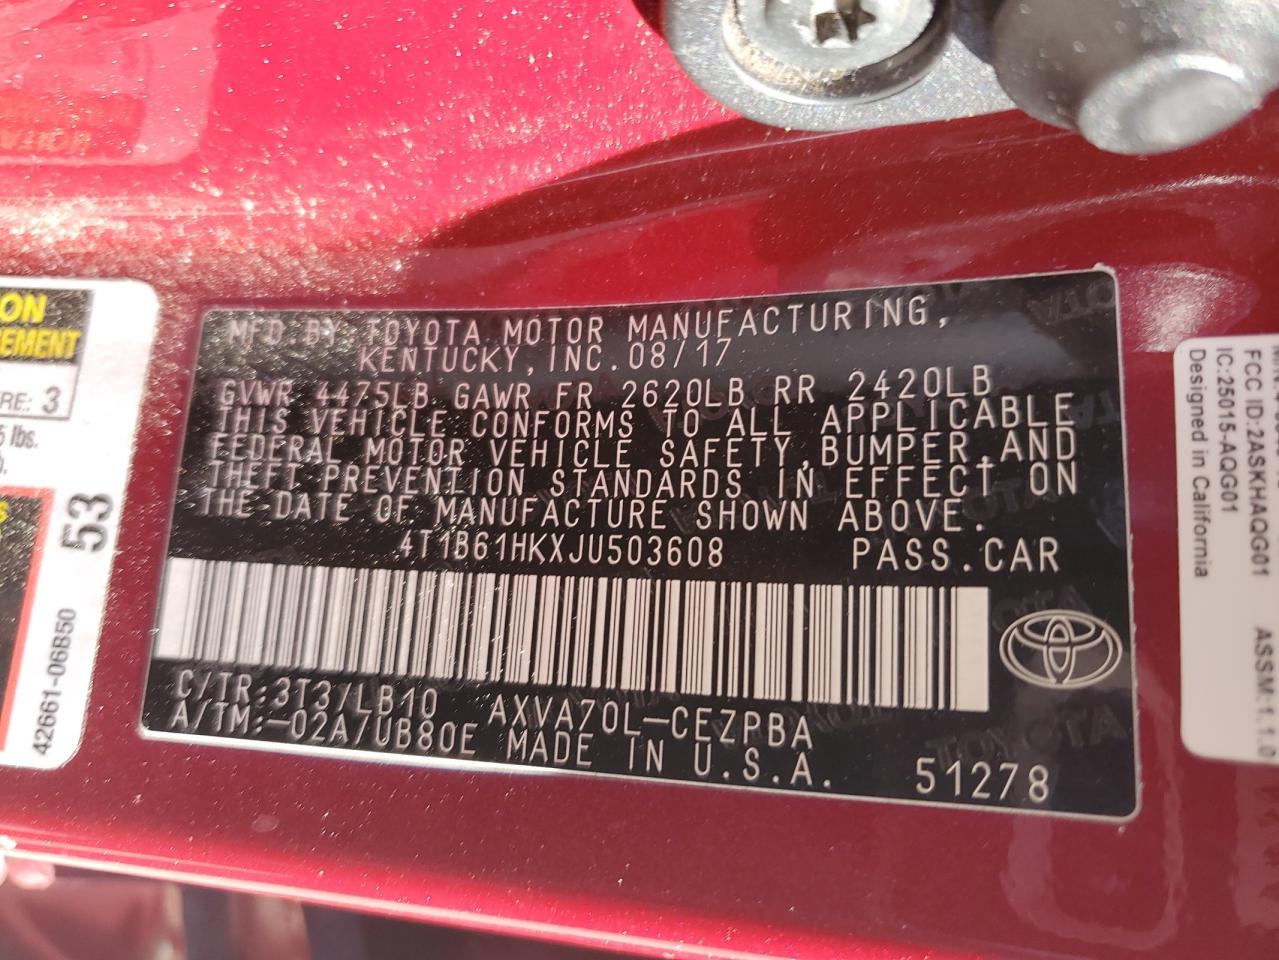 MFD.BY:TOYOTA MOTOR MANUFACTURING,
KENTUCKY, INC. 08/17
GVWR 4475LB GAWR FR 2620LB RR 2420LB
THIS VEHICLE CONFORMS TO ALL APPLICABLE
FEDERAL MOTOR VEHICLE SAFETY,BUMPER,AND
THEFT PREVENTION STANDARDS IN EFFECT ON
THE DATE OF MANUFACTURE SHOWN ABOVE.
4T1B61HKXJU503608 PASS.CAR
C/TR:3T3/LB10 AXVA70L-CEZPBA
A/TM:-02A/UB80E MADE IN U.S.A.
51278
ON
EMENT
RE: 3
5 lbs.
53
42661-06B50
FCC ID:2ASKHAQG01
IC:25015-AQG01
Designed in California
ASSM:1.1.0